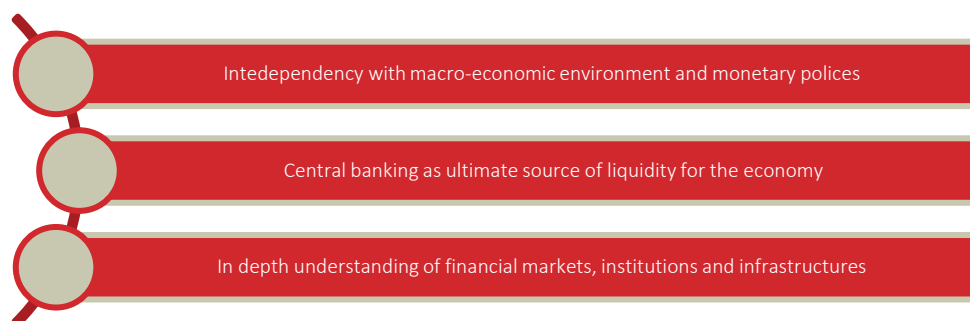 Intedependency with macro-economic environment and monetary polices
Central banking as ultimate source of liquidity for the economy
In depth understanding of financial markets, institutions and infrastructures